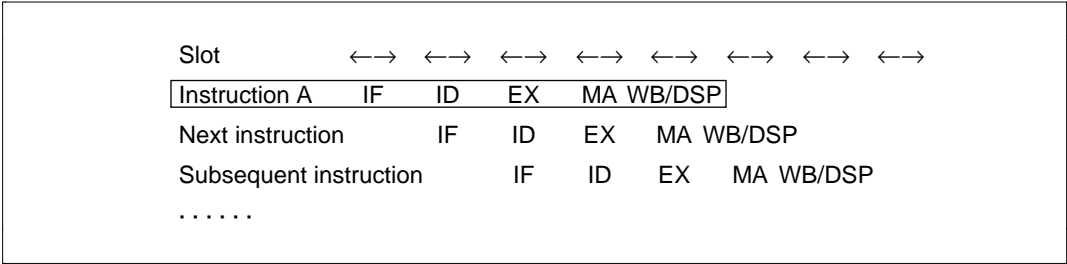 Slot ←→ ←→ ←→ ←→ ←→ ←→ ←→ ←→
Instruction A IF ID EX MA WB/DSP
Next instruction IF ID EX MA WB/DSP
Subsequent instruction IF ID EX MA WB/DSP
. . . . . .